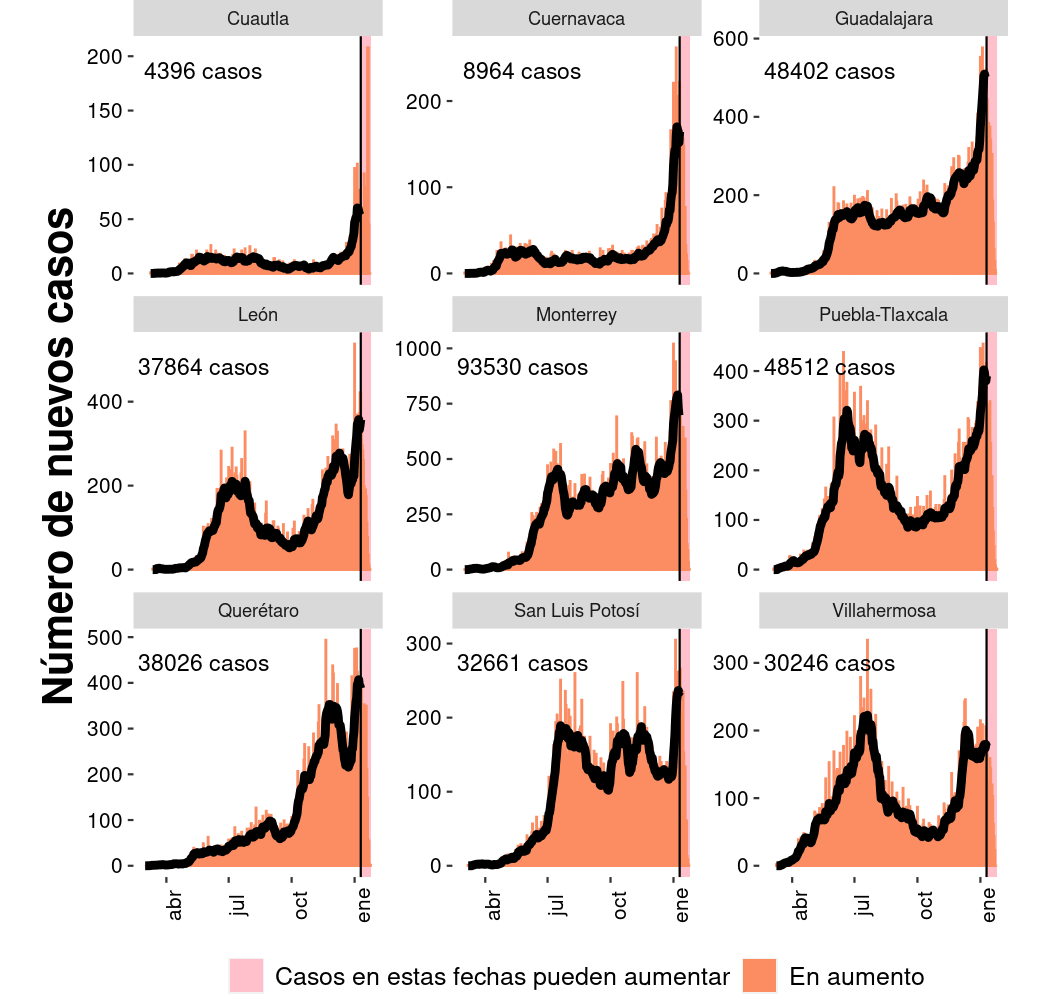 Número de nuevos casos
Cuautla
200
150
100
50
0
4396 casos
Cuernavaca
200
100
0
8964 casos
Guadalajara
600
400
200
0
48402 casos
León
400
200
0
37864 casos
Monterrey
1000
750
500
250
0
93530 casos
Puebla-Tlaxcala
400
300
200
100
0
48512 casos
Querétaro
500
400
300
200
100
0
38026 casos
abr
jul
oct
ene
San Luis Potosí
300
200
100
0
32661 casos
abr
jul
oct
ene
Villahermosa
300
200
100
0
30246 casos
abr
jul
oct
ene
Casos en estas fechas pueden aumentar
En aumento